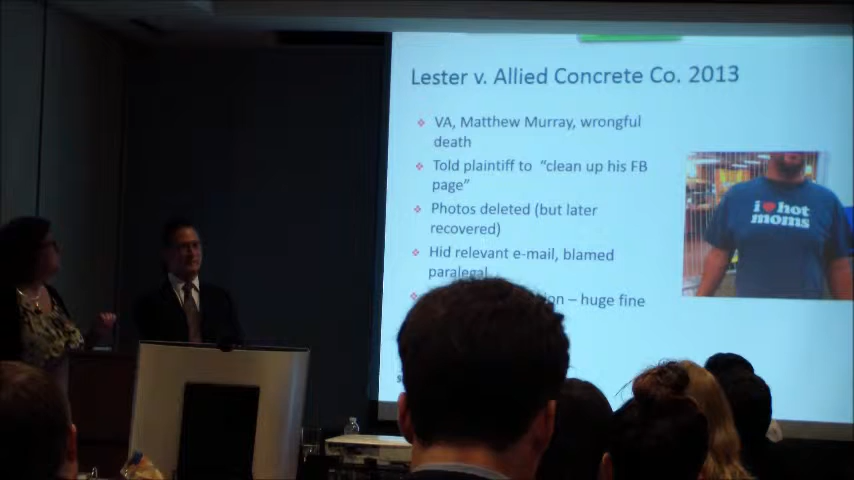 Lester v. Allied Concrete Co. 2013
VA, Matthew Murray, wrongful
death
Told plaintiff to "clean up his FB
page"
Photos deleted (but later
recovered)
Hid relevant e-mail, blamed
paralegal
– huge fine
i ♥ hot
moms